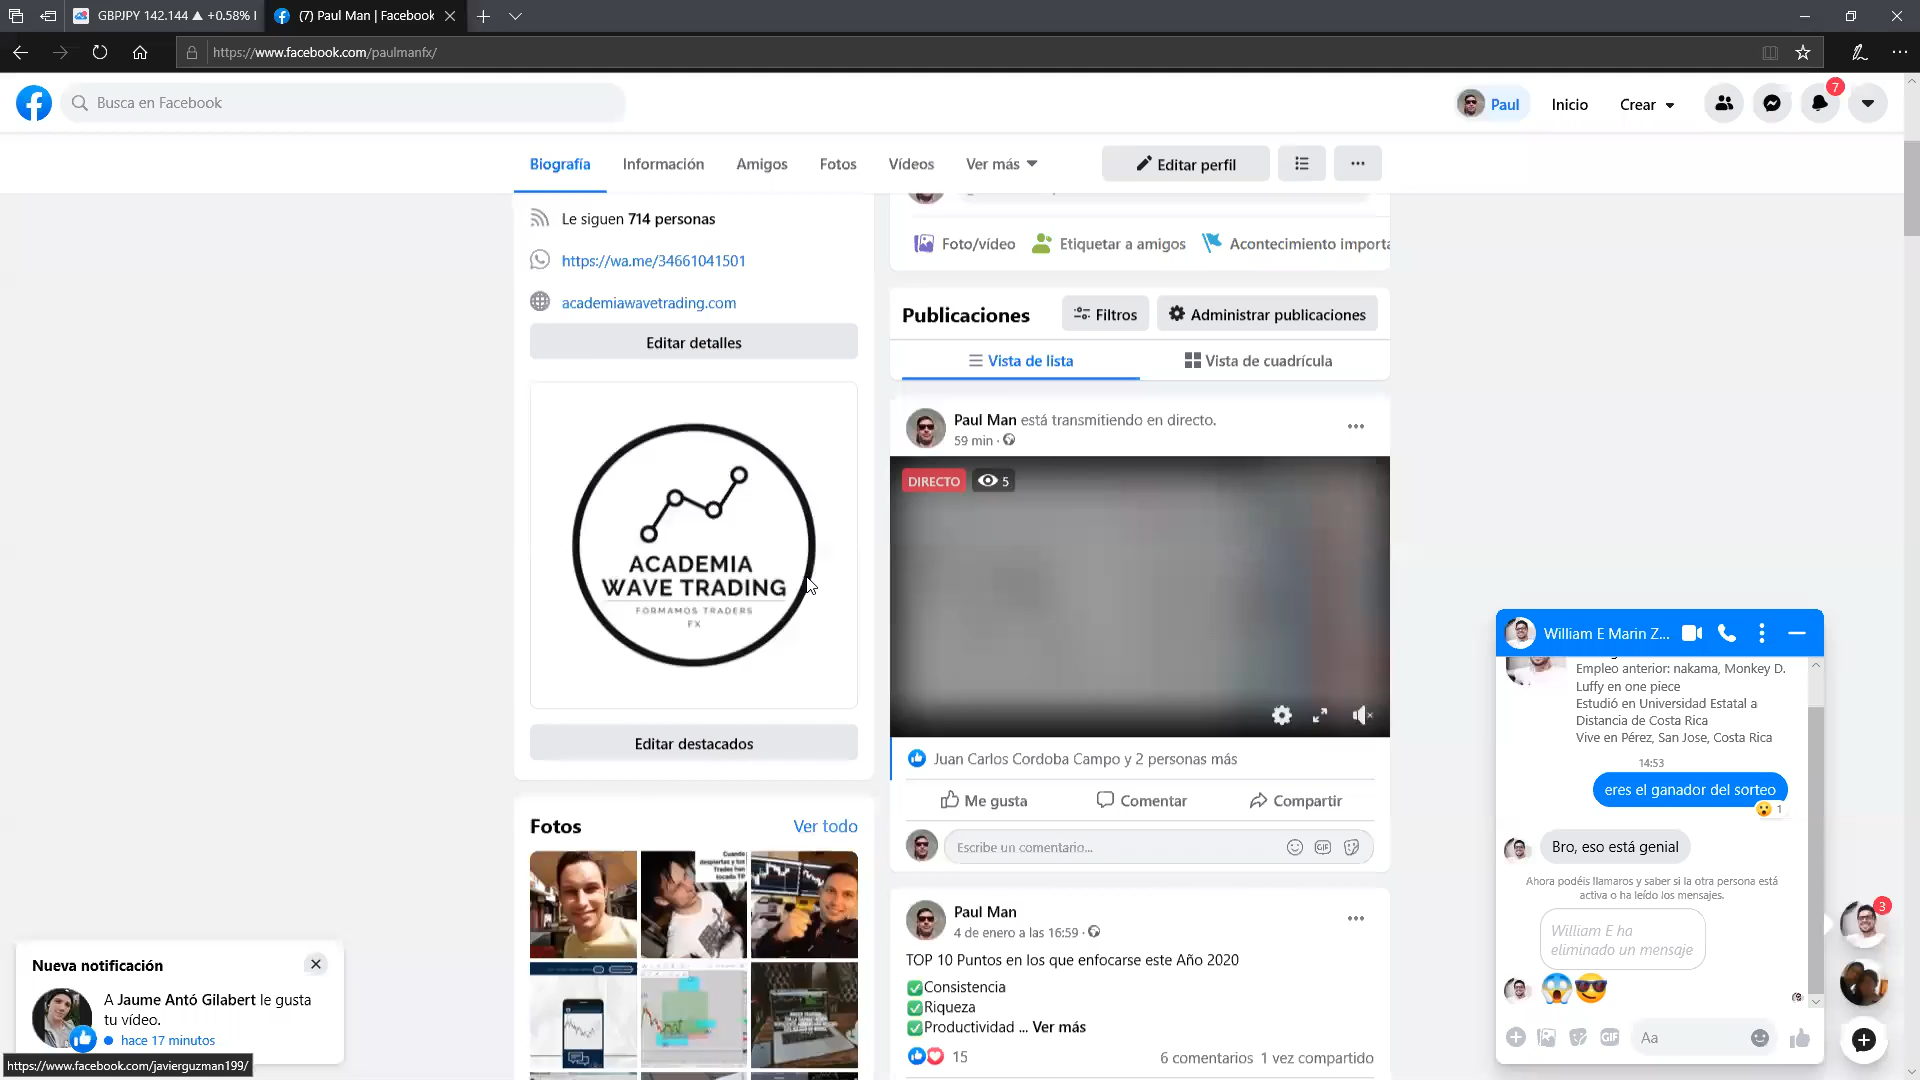 GBPJPY 142.144 ▲ +0.58% I
(7) Paul Man | Facebook
https://www.facebook.com/paulmanfx/
Busca en Facebook
Paul
Inicio
Crear
7
Biografía
Información
Amigos
Fotos
Vídeos
Ver más
Editar perfil
Le siguen 714 personas
https://wa.me/34661041501
academiawavetrading.com
Editar detalles
ACADEMIA
WAVE TRADING
FORMAMOS TRADERS
FX
Editar destacados
Fotos
Ver todo
Cuando
despiertas y tus
Trades han
tocado TP
Foto/vídeo
Etiquetar a amigos
Acontecimiento importa
Publicaciones
Filtros
Administrar publicaciones
Vista de lista
Vista de cuadrícula
Paul Man está transmitiendo en directo.
59 min ·
DIRECTO
5
Juan Carlos Cordoba Campo y 2 personas más
Me gusta
Comentar
Compartir
Escribe un comentario...
GIF
Paul Man
4 de enero a las 16:59 ·
TOP 10 Puntos en los que enfocarse este Año 2020
✅Consistencia
✅Riqueza
✅Productividad ... Ver más
15
6 comentarios 1 vez compartido
William E Marin Z...
Empleo anterior: nakama, Monkey D.
Luffy en one piece
Estudió en Universidad Estatal a
Distancia de Costa Rica
Vive en Pérez, San Jose, Costa Rica
14:53
eres el ganador del sorteo
1
Bro, eso está genial
Ahora podéis llamaros y saber si la otra persona está
activa o ha leído los mensajes.
William E ha
eliminado un mensaje
GIF
Aa
3
Nueva notificación
A Jaume Antó Gilabert le gusta
tu vídeo.
hace 17 minutos
https://www.facebook.com/javierguzman199/